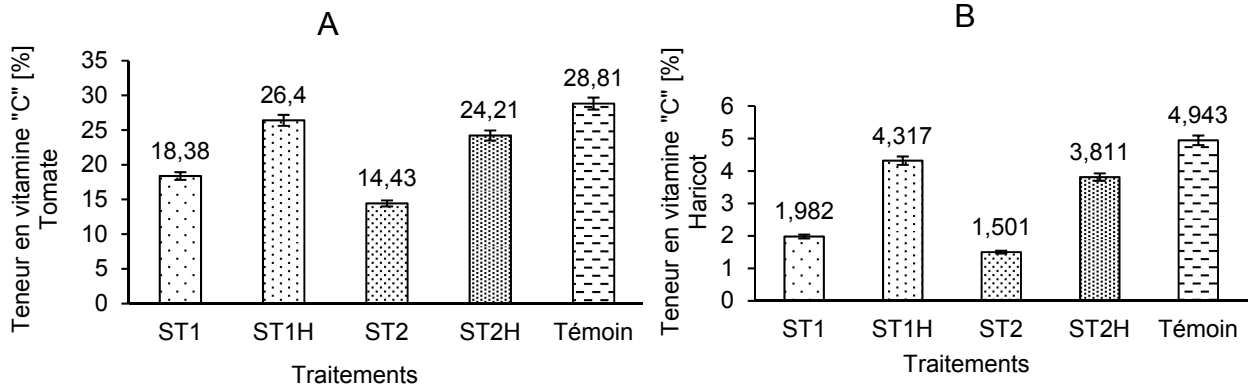 A
Teneur en vitamine "C" [%]
Tomate
35
30
25
20
15
10
5
0
18,38
26,4
14,43
24,21
28,81
ST1 ST1H ST2 ST2H Témoin
Traitements
B
Teneur en vitamine "C" [%]
Haricot
6
5
4
3
2
1
0
1,982
4,317
1,501
3,811
4,943
ST1 ST1H ST2 ST2H Témoin
Traitements